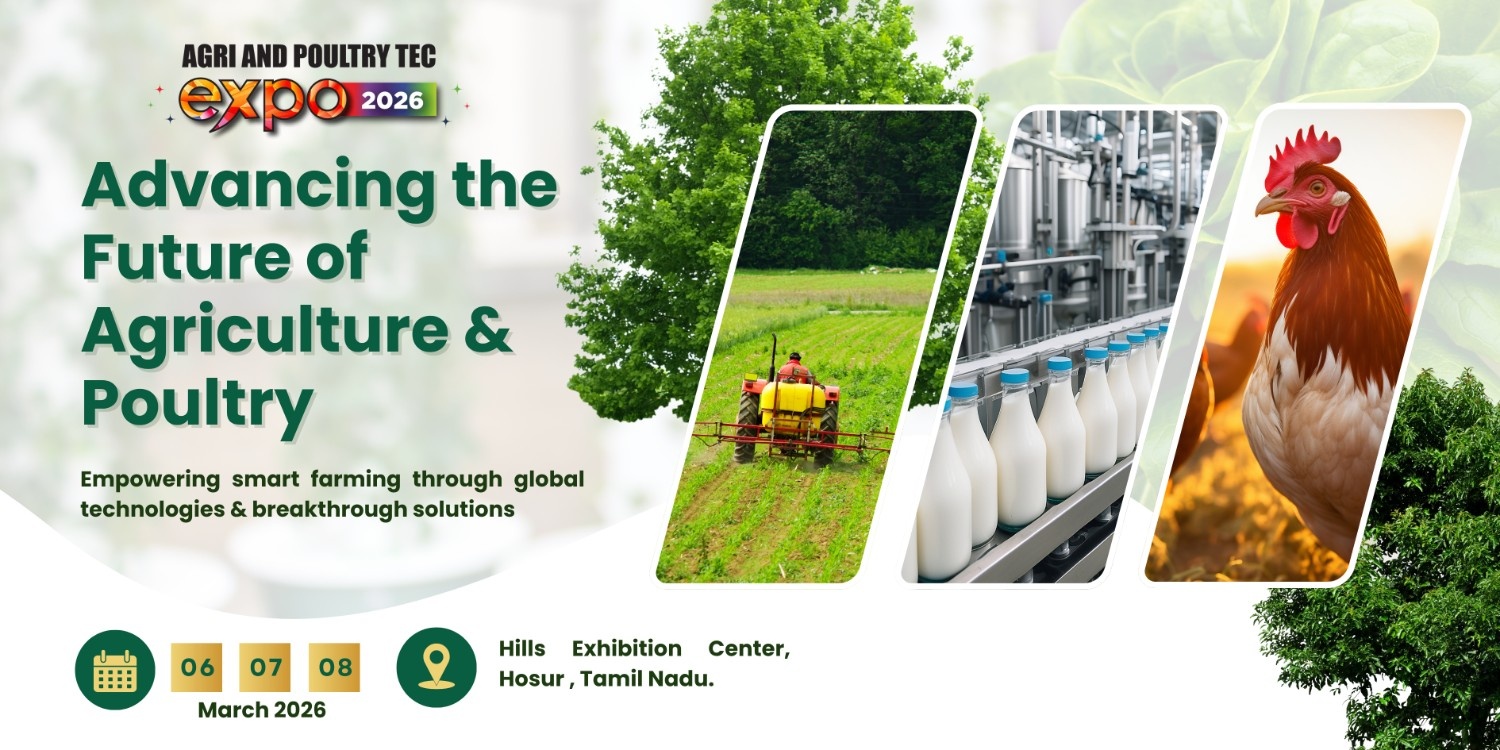 AGRI AND POULTRY TEC
expo 2026
Advancing the
Future of
Agriculture &
Poultry
Empowering smart farming through global
technologies & breakthrough solutions
06 07 08
March 2026
Hills Exhibition Center,
Hosur , Tamil Nadu.